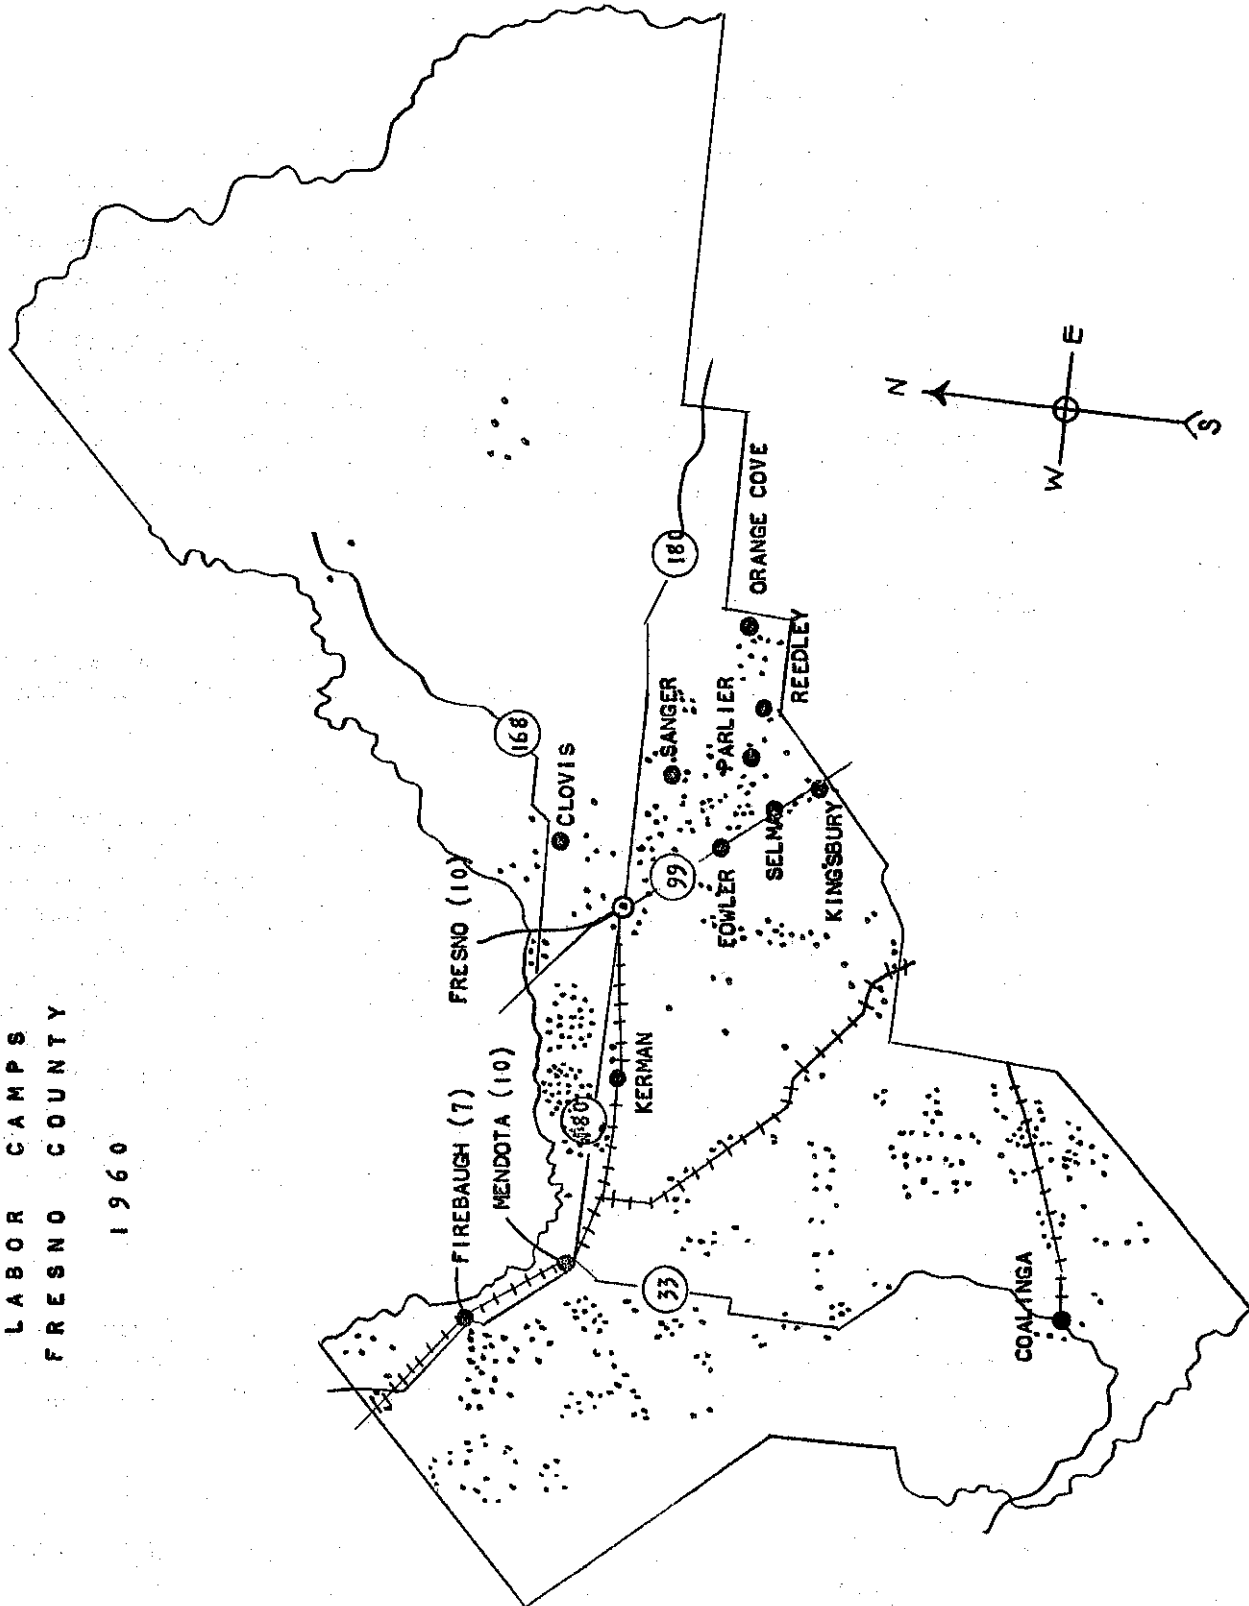 LABOR CAMPS
FRESNO COUNTY
1960
FIREBAUGH (7)
MENDOTA (10)
FRESNO (10)
168
CLOVIS
180
180
KERMAN
99
SANGER
PARLIER
ORANGE COVE
REEDLEY
FOWLER
SELMA
KINGSBURY
33
COALINGA
N
W
E
S